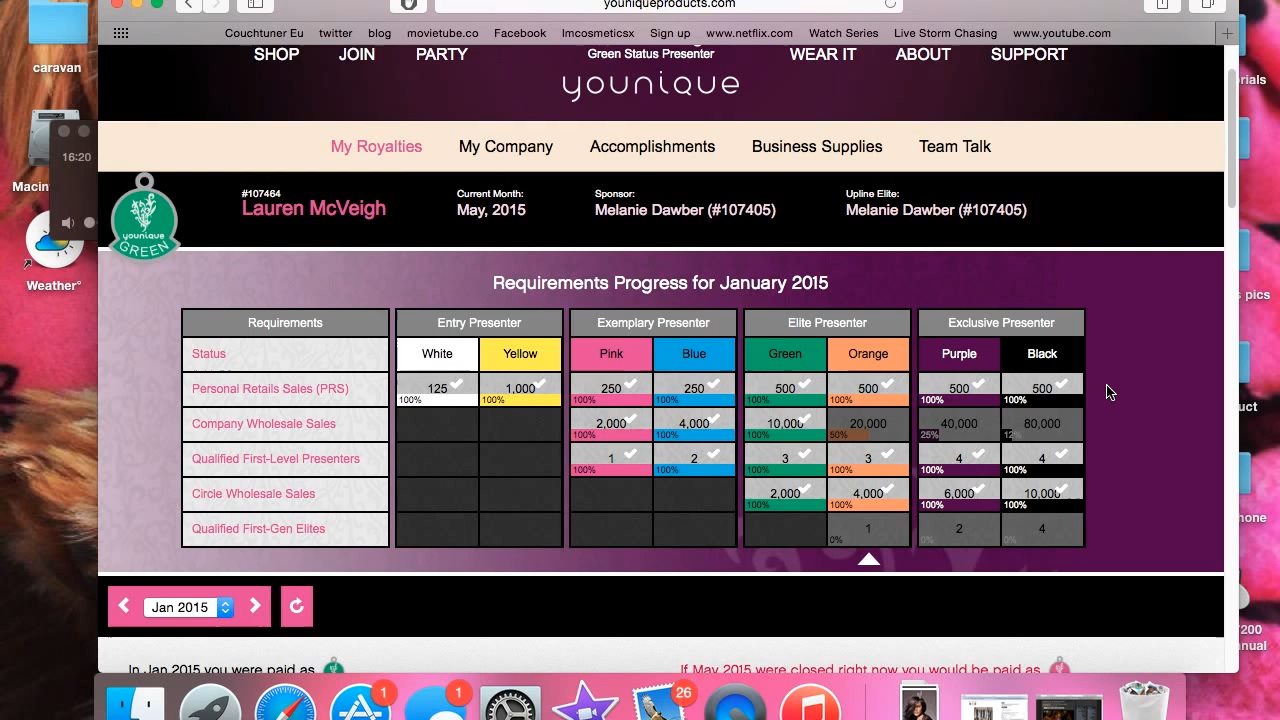 youniqueproducts.com
Couchtuner Eu twitter blog movietube.co Facebook lmcosmeticsx Sign up www.netflix.com Watch Series Live Storm Chasing www.youtube.com
caravan
SHOP JOIN PARTY Green Status Presenter WEAR IT ABOUT SUPPORT
younique
16:20
My Royalties My Company Accomplishments Business Supplies Team Talk
younique
GREEN
#107464 Current Month: Sponsor: Upline Elite:
Lauren McVeigh May, 2015 Melanie Dawber (#107405) Melanie Dawber (#107405)
Weather°
pics
Requirements Progress for January 2015
Requirements Entry Presenter Exemplary Presenter Elite Presenter Exclusive Presenter
Status White Yellow Pink Blue Green Orange Purple Black
Personal Retails Sales (PRS) 125 1,000 250 250 500 500 500 500
100% 100% 100% 100% 100% 100% 100% 100%
Company Wholesale Sales 2,000 4,000 10,000 20,000 40,000 80,000
100% 100% 100% 50% 25%
Qualified First-Level Presenters 1 2 3 3 4 4
100% 100% 100% 100% 100% 100%
Circle Wholesale Sales 2,000 4,000 6,000 10,000
100% 100% 100% 100%
Qualified First-Gen Elites 1 2 4
0% 0% 0%
Jan 2015
In Jan 2015 you were paid as If May 2015 were closed right now you would be paid as
1 1 26